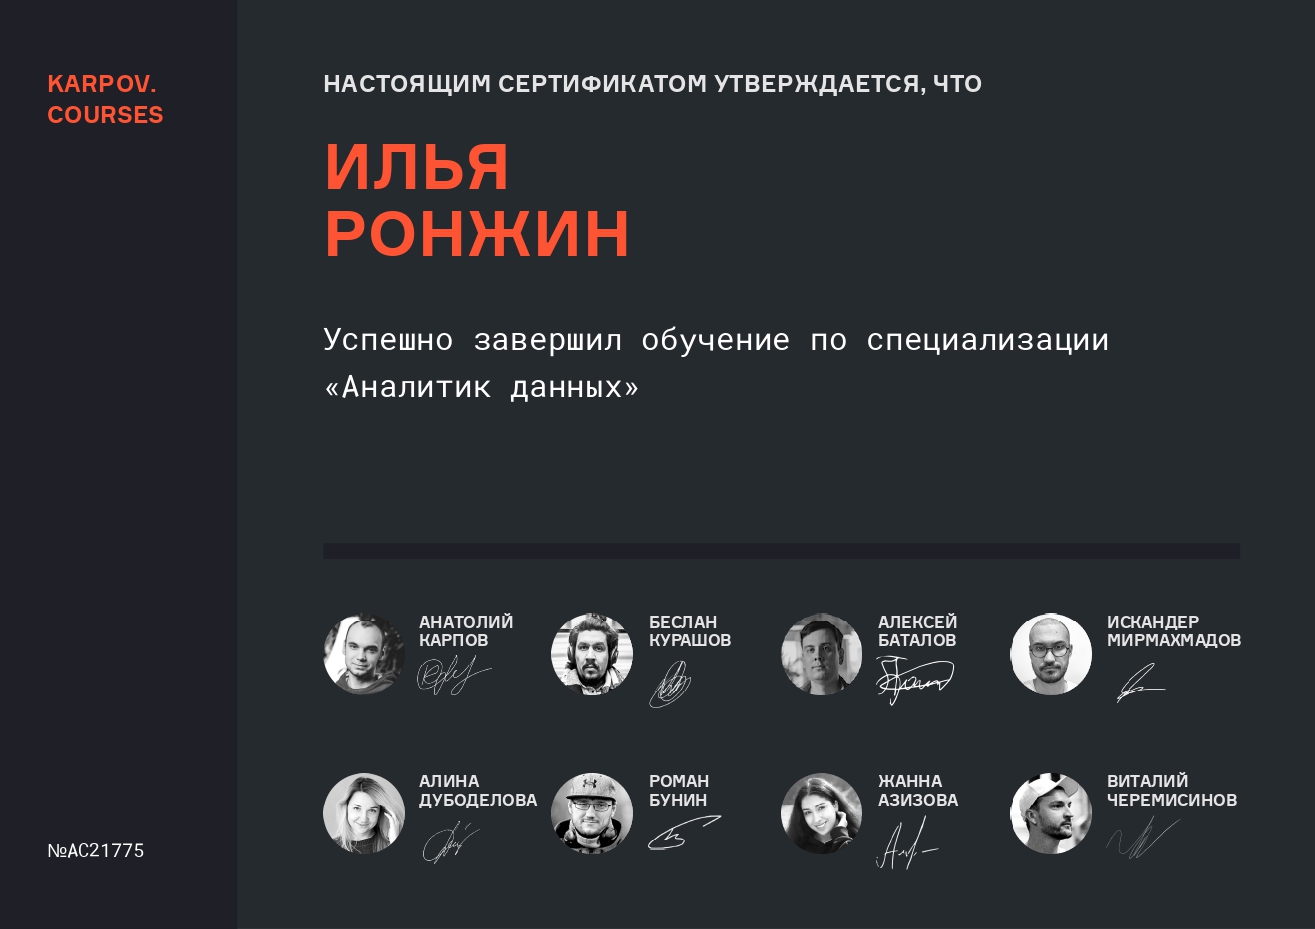 KARPOV.
COURSES
НАСТОЯЩИМ СЕРТИФИКАТОМ УТВЕРЖДАЕТСЯ, ЧТО
ИЛЬЯ
РОНЖИН
Успешно завершил обучение по специализации
«Аналитик данных»
АНАТОЛИЙ
КАРПОВ
БЕСЛАН
КУРАШОВ
АЛЕКСЕЙ
БАТАЛОВ
ИСКАНДЕР
МИРМАХМАДОВ
АЛИНА
ДУБОДЕЛОВА
РОМАН
БУНИН
ЖАННА
АЗИЗОВА
ВИТАЛИЙ
ЧЕРЕМИСИНОВ
№АС21775